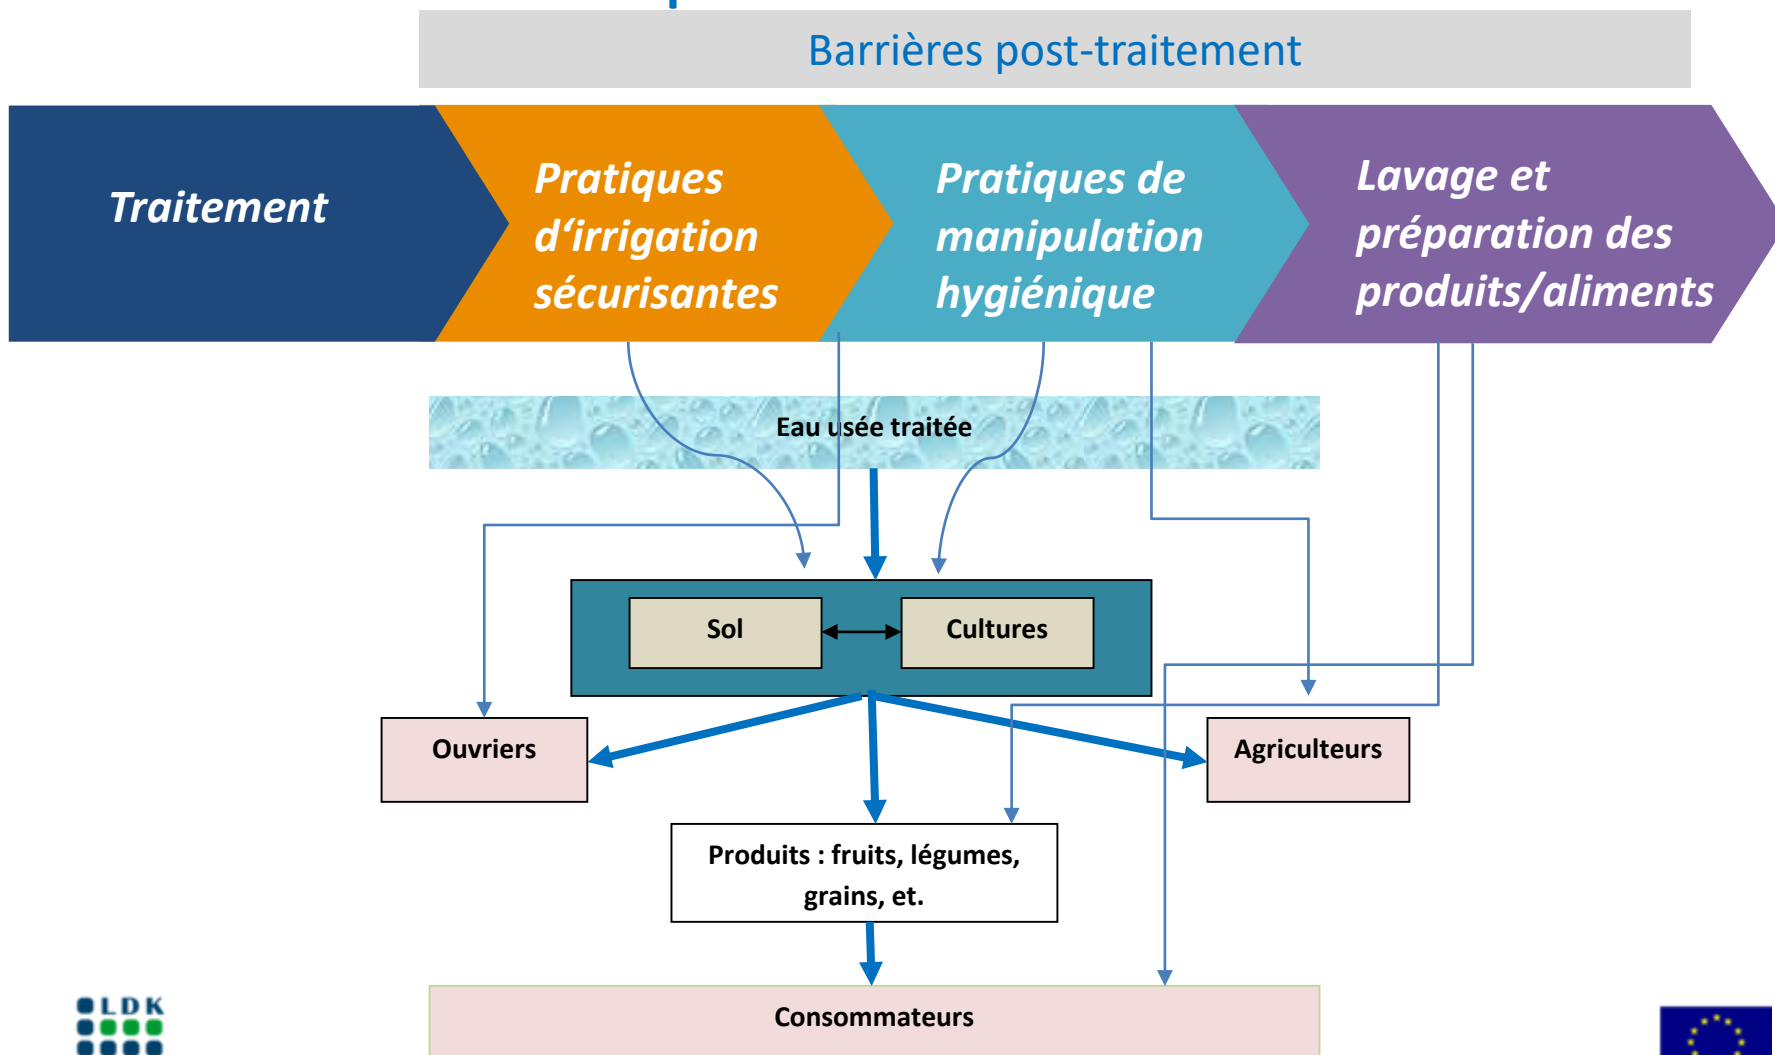 Barrières post-traitement
Traitement
Pratiques
d‘irrigation
sécurisantes
Pratiques de
manipulation
hygiénique
Lavage et
préparation des
produits/aliments
Eau usée traitée
Sol
Cultures
Ouvriers
Agriculteurs
Produits : fruits, légumes,
grains, et.
Consommateurs
LDK